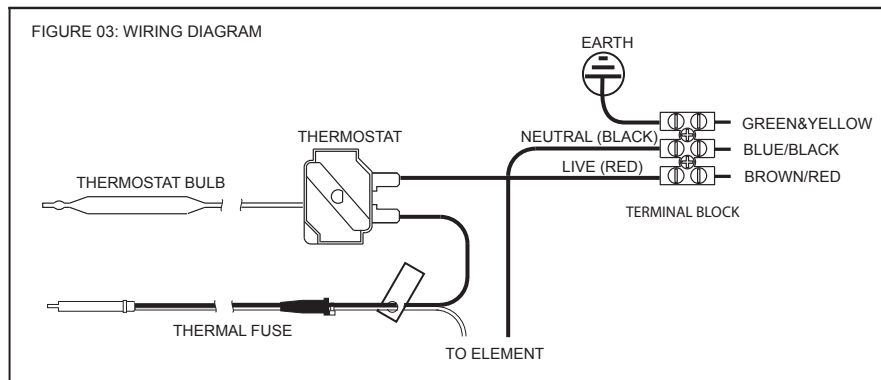 FIGURE 03: WIRING DIAGRAM
EARTH
GREEN&YELLOW
THERMOSTAT
NEUTRAL (BLACK)
BLUE/BLACK
LIVE (RED)
BROWN/RED
THERMOSTAT BULB
TERMINAL BLOCK
THERMAL FUSE
TO ELEMENT